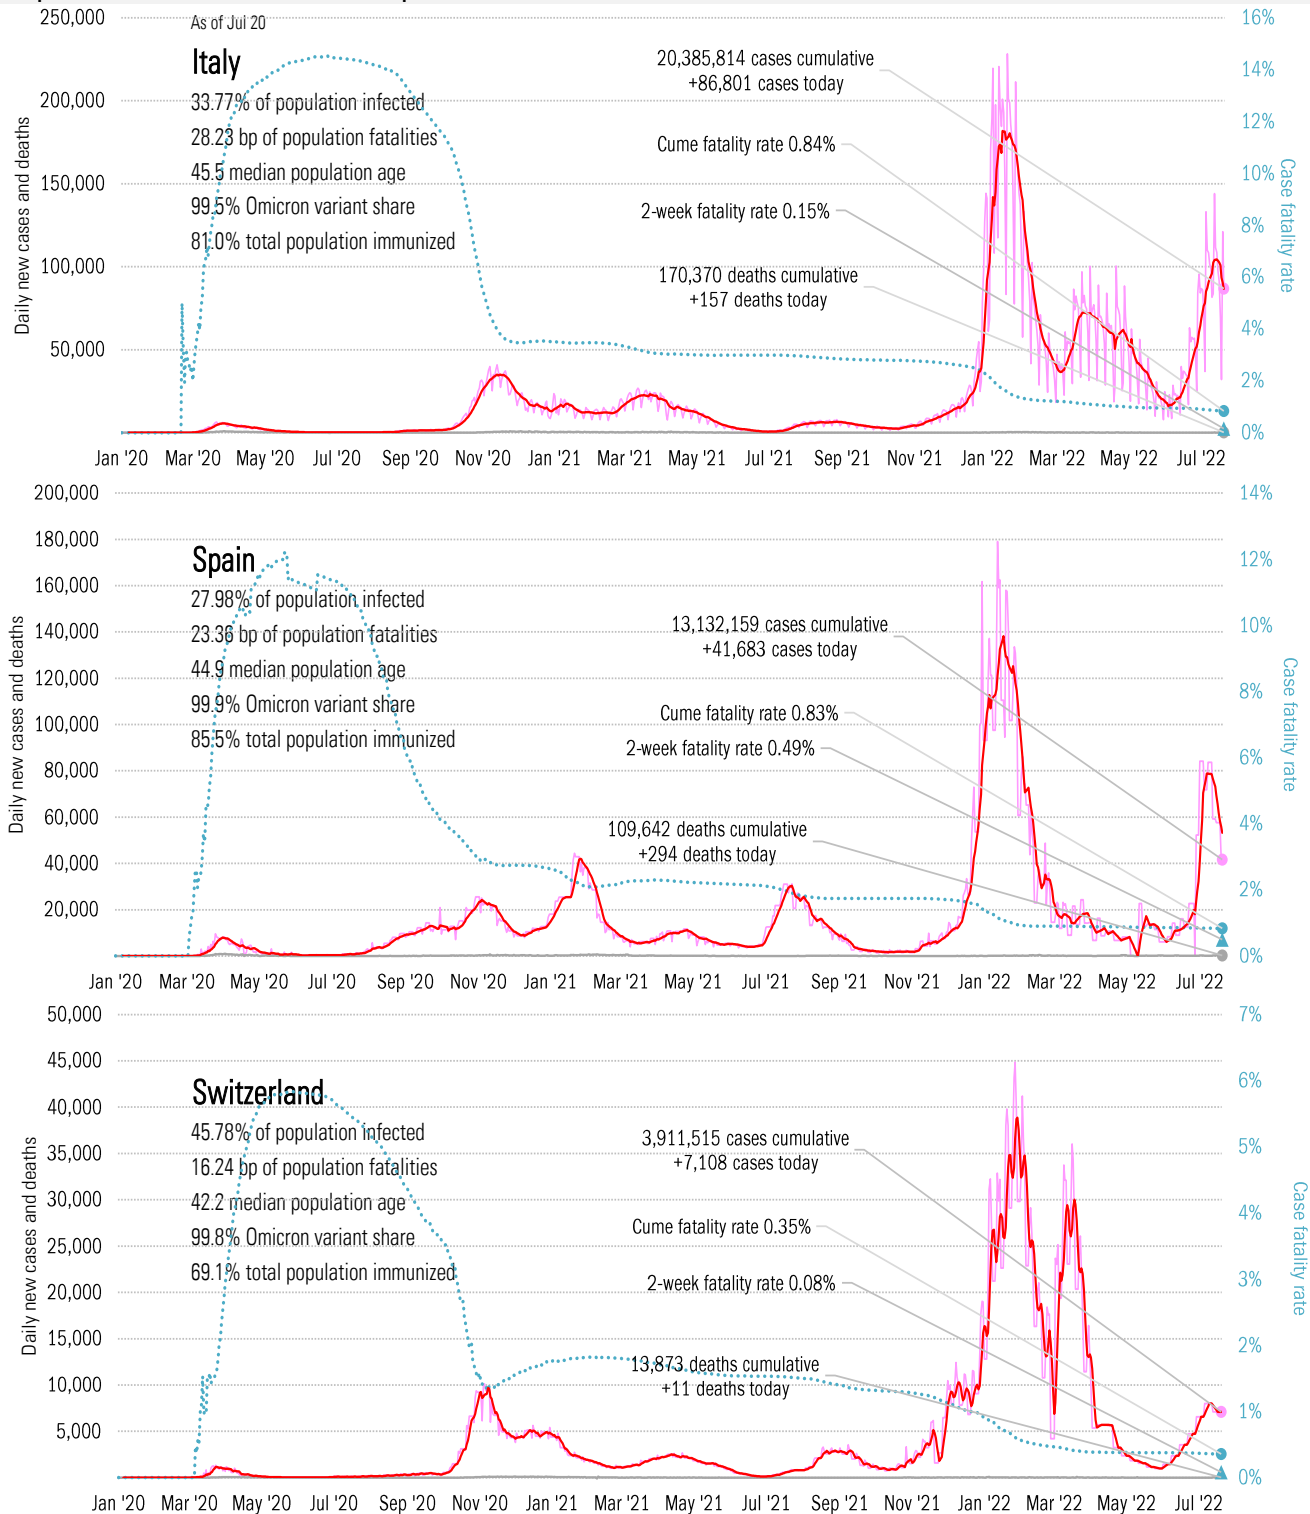 As of Jul 20
Italy
33.77% of population infected
28.23 bp of population fatalities
45.5 median population age
99.5% Omicron variant share
81.0% total population immunized
20,385,814 cases cumulative
+86,801 cases today
Cume fatality rate 0.84%
2-week fatality rate 0.15%
170,370 deaths cumulative
+157 deaths today
Daily new cases and deaths
250,000
200,000
150,000
100,000
50,000
Case fatality rate
16%
14%
12%
10%
8%
6%
4%
2%
0%
Jan '20 Mar '20 May '20 Jul '20 Sep '20 Nov '20 Jan '21 Mar '21 May '21 Jul '21 Sep '21 Nov '21 Jan '22 Mar '22 May '22 Jul '22
Spain
27.98% of population infected
23.36 bp of population fatalities
44.9 median population age
99.9% Omicron variant share
85.5% total population immunized
13,132,159 cases cumulative
+41,683 cases today
Cume fatality rate 0.83%
2-week fatality rate 0.49%
109,642 deaths cumulative
+294 deaths today
Daily new cases and deaths
200,000
180,000
160,000
140,000
120,000
100,000
80,000
60,000
40,000
20,000
Case fatality rate
14%
12%
10%
8%
6%
4%
2%
0%
Jan '20 Mar '20 May '20 Jul '20 Sep '20 Nov '20 Jan '21 Mar '21 May '21 Jul '21 Sep '21 Nov '21 Jan '22 Mar '22 May '22 Jul '22
Switzerland
45.78% of population infected
16.24 bp of population fatalities
42.2 median population age
99.8% Omicron variant share
69.1% total population immunized
3,911,515 cases cumulative
+7,108 cases today
Cume fatality rate 0.35%
2-week fatality rate 0.08%
13,873 deaths cumulative
+11 deaths today
Daily new cases and deaths
50,000
45,000
40,000
35,000
30,000
25,000
20,000
15,000
10,000
5,000
Case fatality rate
7%
6%
5%
4%
3%
2%
1%
0%
Jan '20 Mar '20 May '20 Jul '20 Sep '20 Nov '20 Jan '21 Mar '21 May '21 Jul '21 Sep '21 Nov '21 Jan '22 Mar '22 May '22 Jul '22